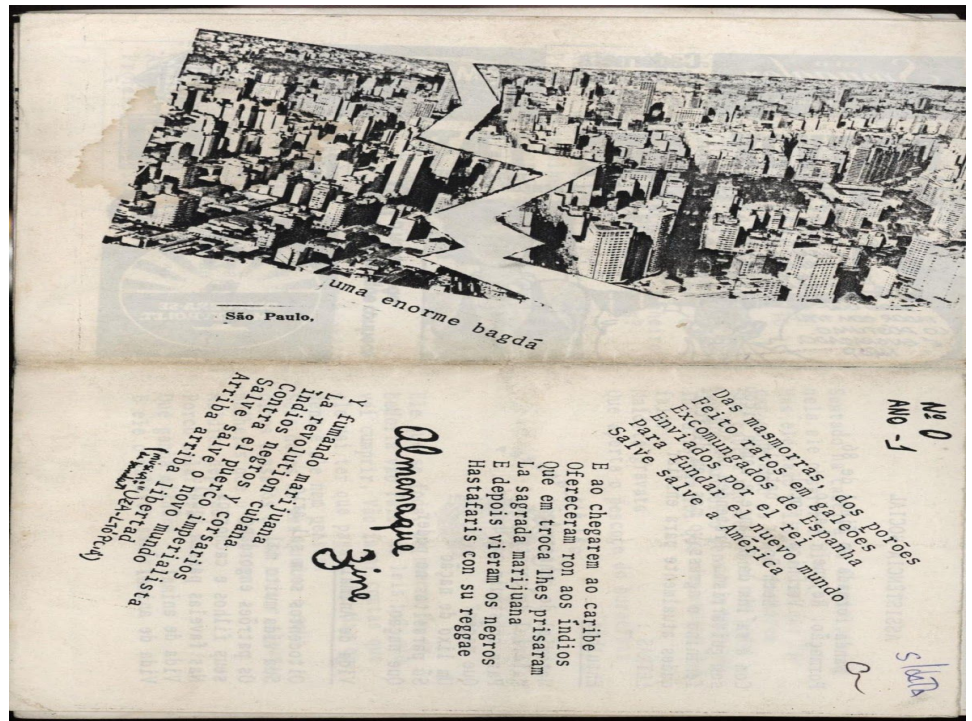 São Paulo,
uma enorme bagdá
Nº 0
ANO -1
s/data
Das masmorras, dos porões
Feito ratos em galeões
Excomungados de Espanha
Enviados por el rei
para fundar el nuevo mundo
Salve salve a América
E ao chegarem ao caribe
Ofereceram ron aos índios
Que em troca lhes prisaram
La sagrada marijuana
E depois vieram os negros
Hastafaris con su reggae
Almanaque
Zine
Y fumando marijuana
La revolution cubana.
índios negros y corsarios
Contra el puerco imperialista
Salve salve o novo mundo
Arriba arriba libertad